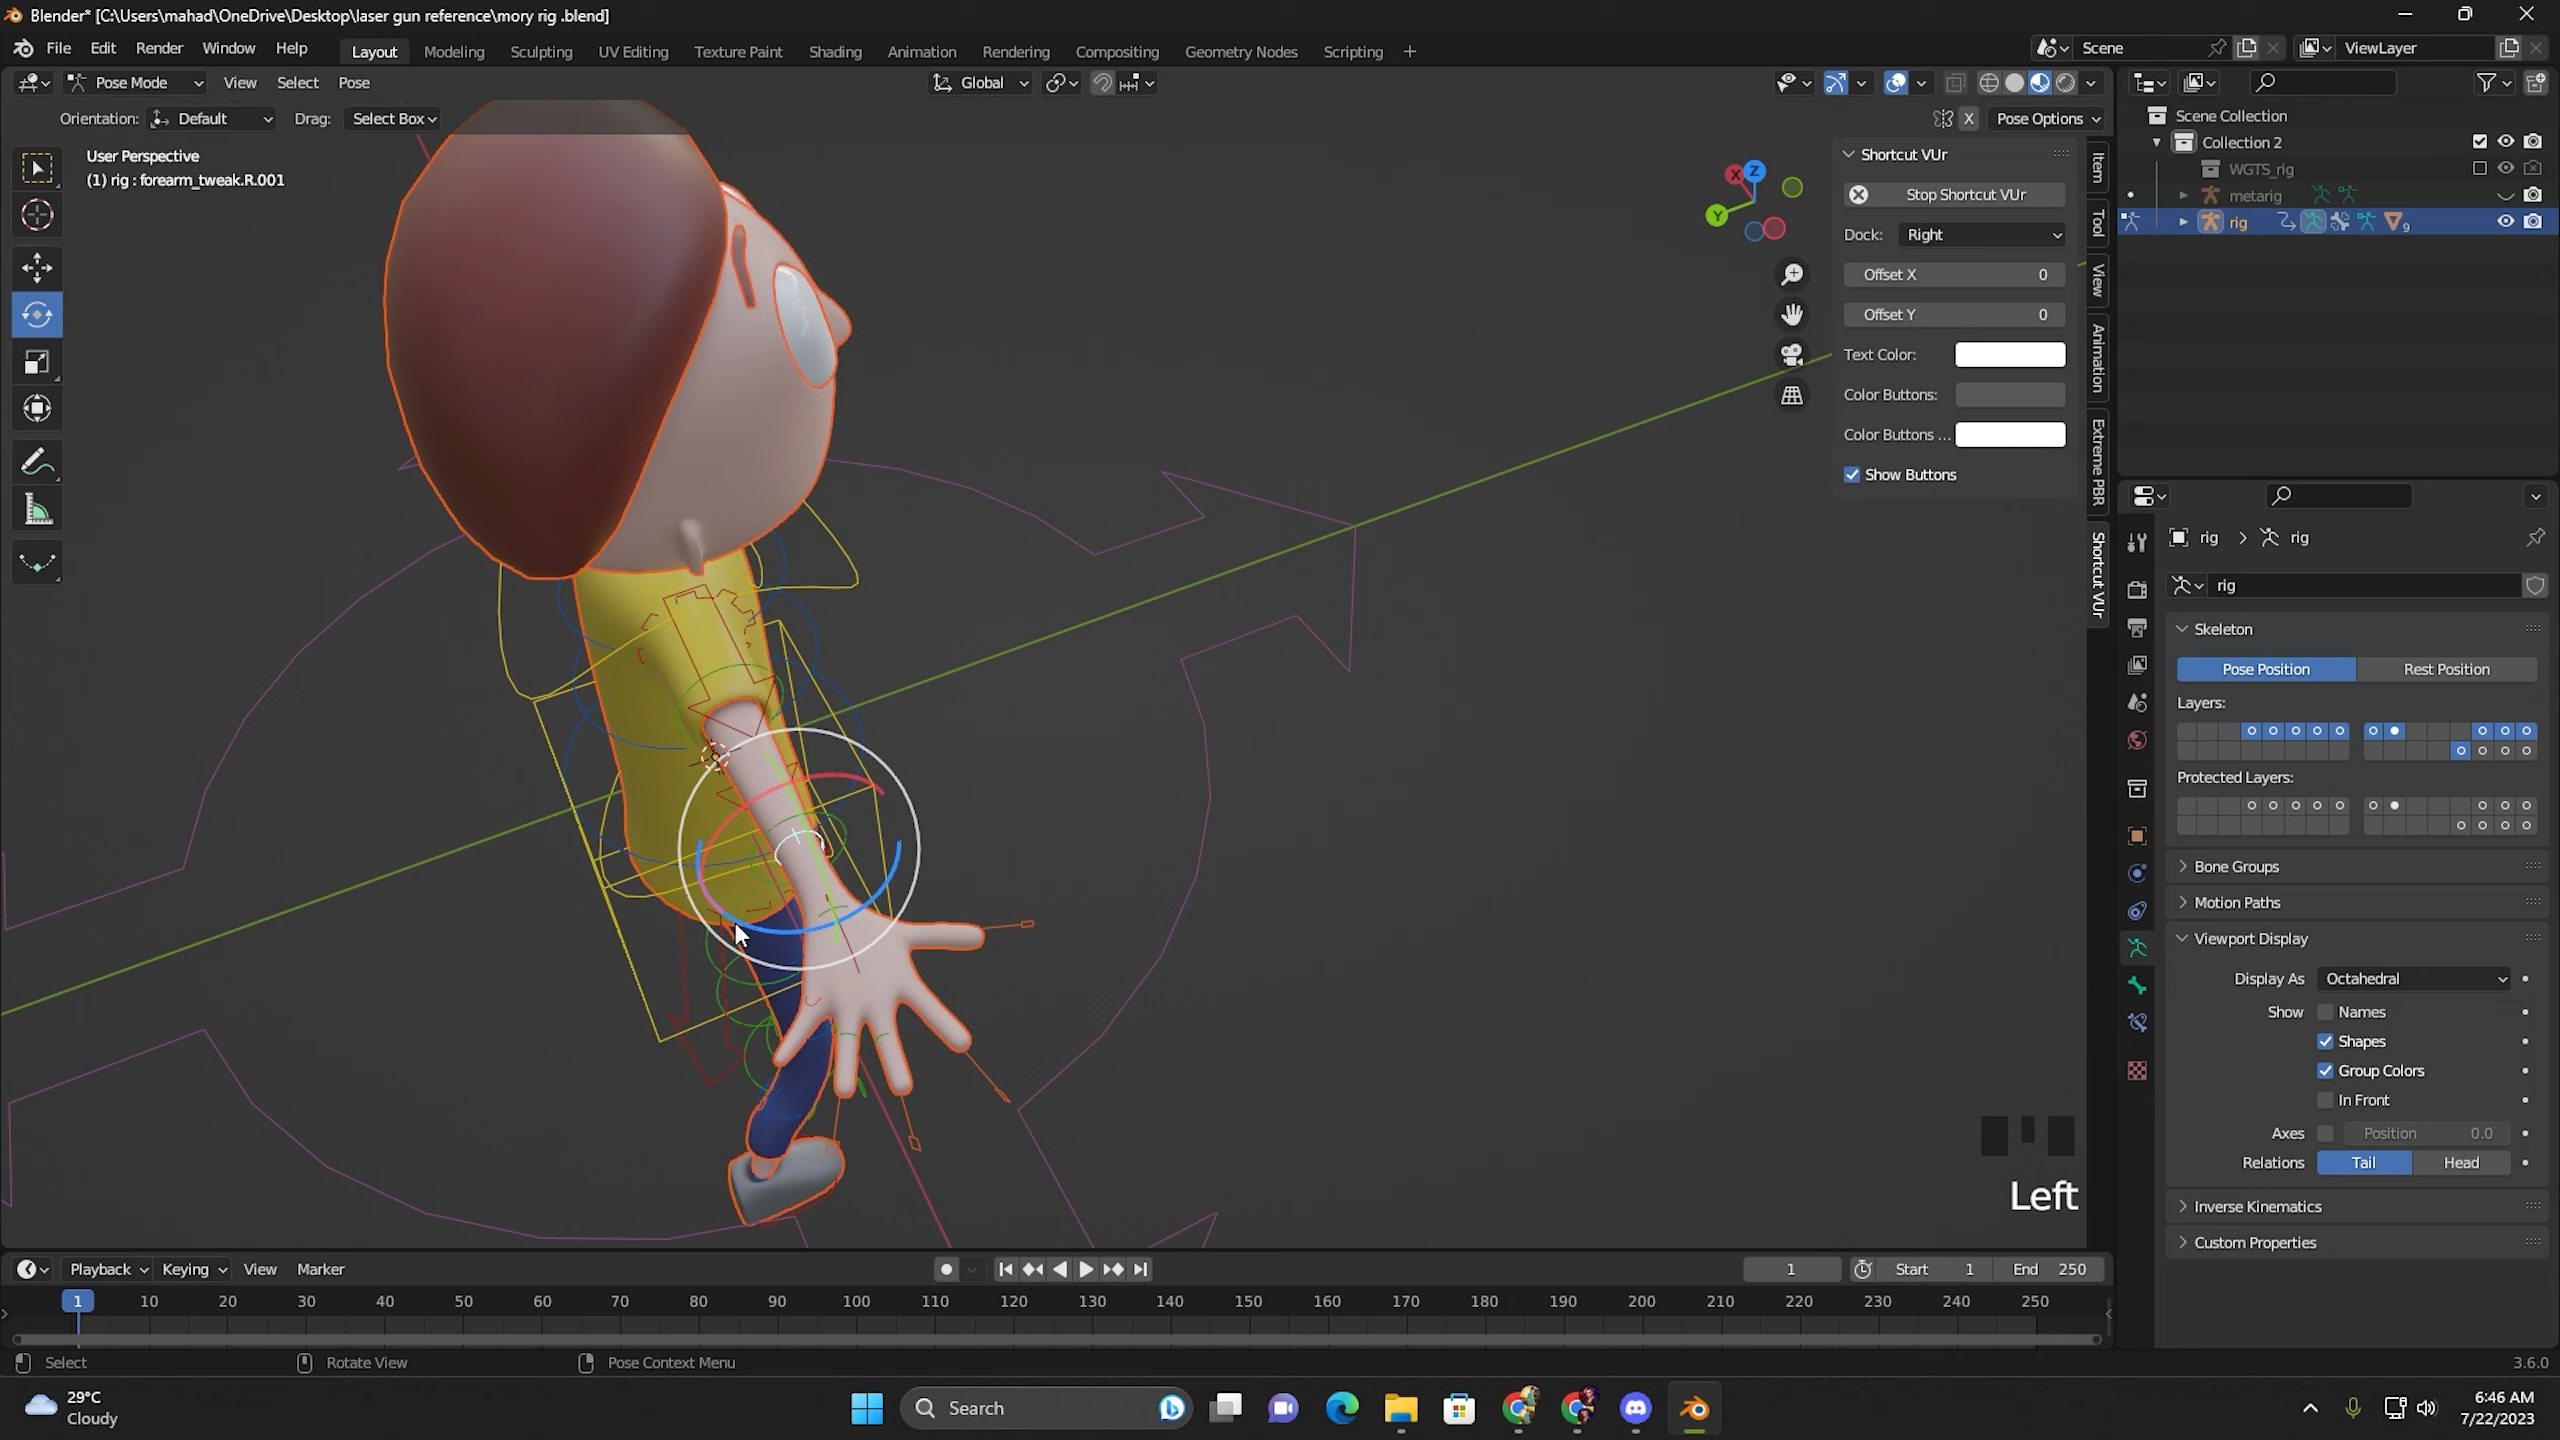 Blender* [C:\Users\mahad\OneDrive\Desktop\laser gun reference\mory rig .blend]
File Edit Render Window Help Layout Modeling Sculpting UV Editing Texture Paint Shading Animation Rendering Compositing Geometry Nodes Scripting + Scene ViewLayer
Pose Mode View Select Pose Global
Orientation: Default Drag: Select Box X Pose Options
User Perspective
(1) rig : forearm_tweak.R.001
X Z
Y
Shortcut VUr
Stop Shortcut VUr
Dock: Right
Offset X 0
Offset Y 0
Text Color:
Color Buttons:
Color Buttons ...
Show Buttons
Item
Tool
View
Animation
Extreme PBR
Shortcut VUr
Scene Collection
Collection 2
WGTS_rig
metarig
rig 9
rig > rig
rig
Skeleton
Pose Position Rest Position
Layers:
Protected Layers:
Bone Groups
Motion Paths
Viewport Display
Display As Octahedral
Show Names
Shapes
Group Colors
In Front
Axes Position 0.0
Relations Tail Head
Inverse Kinematics
Custom Properties
Left
Playback Keying View Marker 1 Start 1 End 250
1 10 20 30 40 50 60 70 80 90 100 110 120 130 140 150 160 170 180 190 200 210 220 230 240 250
Select Rotate View Pose Context Menu 3.6.0
29°C
Cloudy
Search
6:46 AM
7/22/2023